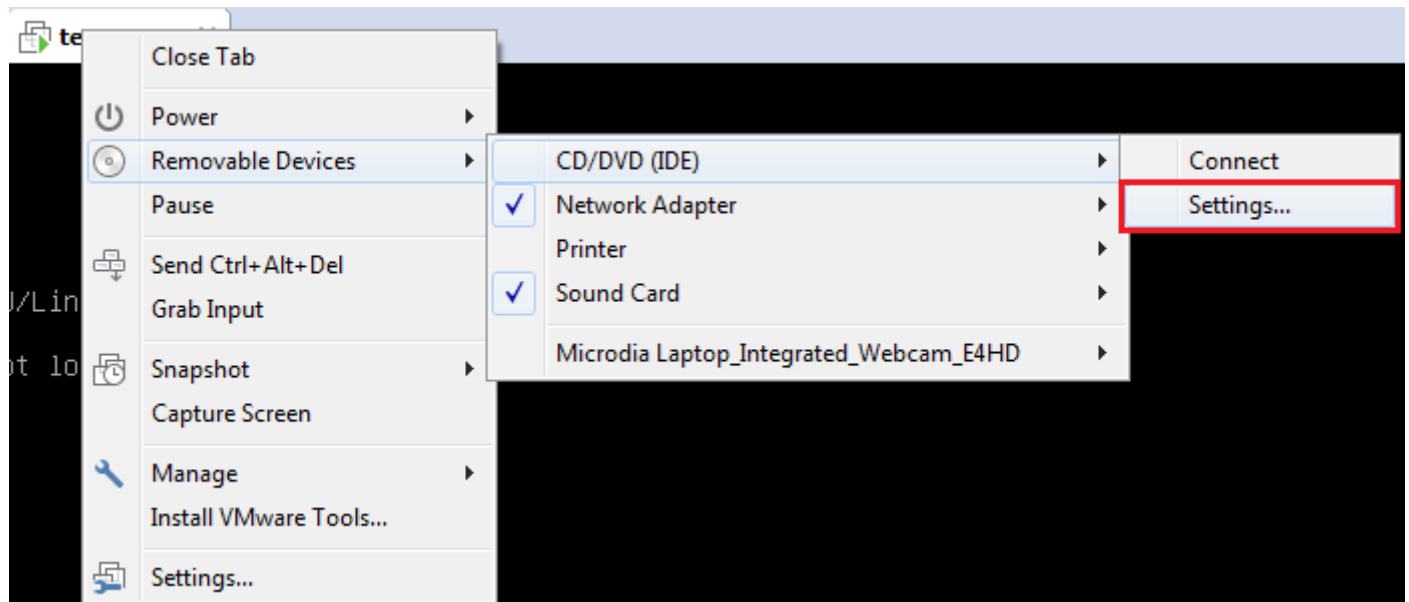 te
Close Tab
Power
Removable Devices
Pause
Send Ctrl+Alt+Del
Grab Input
Snapshot
Capture Screen
Manage
Install VMware Tools...
Settings...
CD/DVD (IDE)
Network Adapter
Printer
Sound Card
Microdia Laptop_Integrated_Webcam_E4HD
Connect
Settings...
/Lin
t lo